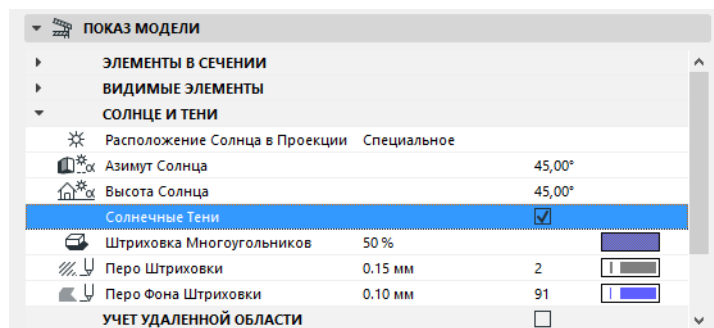 ПОКАЗ МОДЕЛИ
ЭЛЕМЕНТЫ В СЕЧЕНИИ
ВИДИМЫЕ ЭЛЕМЕНТЫ
СОЛНЦЕ И ТЕНИ
Расположение Солнца в Проекции Специальное
α Азимут Солнца 45,00°
α Высота Солнца 45,00°
Солнечные Тени
Штриховка Многоугольников 50 %
Перо Штриховки 0.15 мм 2
Перо Фона Штриховки 0.10 мм 91
УЧЕТ УДАЛЕННОЙ ОБЛАСТИ